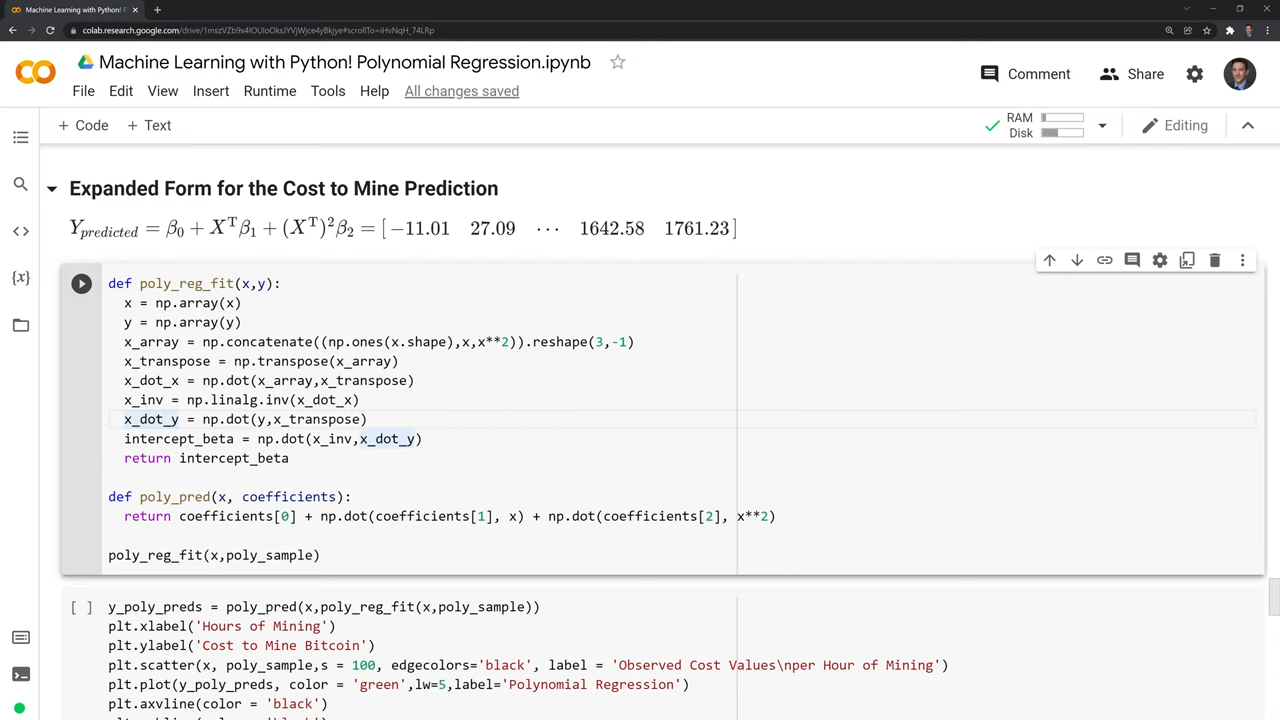 Machine Learning with Python! P
colab.research.google.com/drive/1mszVZb9x4IOUIoOksJYVjWjce4yBkjye#scrollTo=iHvNqH_74LRp
Machine Learning with Python! Polynomial Regression.ipynb
Comment
Share
File Edit View Insert Runtime Tools Help All changes saved
+ Code + Text
RAM
Disk
Editing
Expanded Form for the Cost to Mine Prediction
Y_predicted = β₀ + Xᵀβ₁ + (Xᵀ)²β₂ = [ −11.01 27.09 ⋯ 1642.58 1761.23 ]
def poly_reg_fit(x,y):
x = np.array(x)
y = np.array(y)
x_array = np.concatenate((np.ones(x.shape),x,x**2)).reshape(3,-1)
x_transpose = np.transpose(x_array)
x_dot_x = np.dot(x_array,x_transpose)
x_inv = np.linalg.inv(x_dot_x)
x_dot_y = np.dot(y,x_transpose)
intercept_beta = np.dot(x_inv,x_dot_y)
return intercept_beta
def poly_pred(x, coefficients):
return coefficients[0] + np.dot(coefficients[1], x) + np.dot(coefficients[2], x**2)
poly_reg_fit(x,poly_sample)
[ ] y_poly_preds = poly_pred(x,poly_reg_fit(x,poly_sample))
plt.xlabel('Hours of Mining')
plt.ylabel('Cost to Mine Bitcoin')
plt.scatter(x, poly_sample,s = 100, edgecolors='black', label = 'Observed Cost Values\nper Hour of Mining')
plt.plot(y_poly_preds, color = 'green',lw=5,label='Polynomial Regression')
plt.axvline(color = 'black')